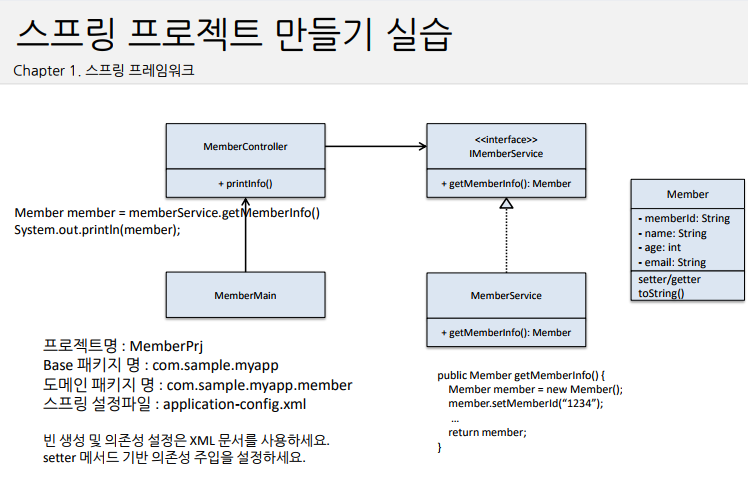 스프링 프로젝트 만들기 실습
Chapter 1. 스프링 프레임워크
MemberController
+ printInfo()
<<interface>>
IMemberService
+ getMemberInfo(): Member
Member
- memberId: String
- name: String
- age: int
- email: String
setter/getter
toString()
Member member = memberService.getMemberInfo()
System.out.println(member);
MemberMain
MemberService
+ getMemberInfo(): Member
프로젝트명 : MemberPrj
Base 패키지 명 : com.sample.myapp
도메인 패키지 명 : com.sample.myapp.member
스프링 설정파일 : application-config.xml
빈 생성 및 의존성 설정은 XML 문서를 사용하세요.
setter 메서드 기반 의존성 주입을 설정하세요.
public Member getMemberInfo() {
Member member = new Member();
member.setMemberId(“1234”);
...
return member;
}